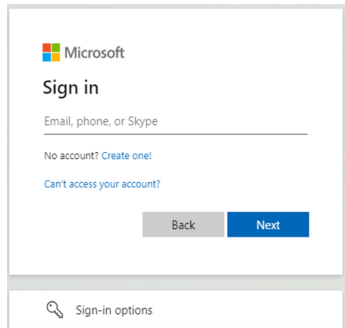 Microsoft
Sign in
Email, phone, or Skype
No account? Create one!
Can't access your account?
Back Next
Sign-in options